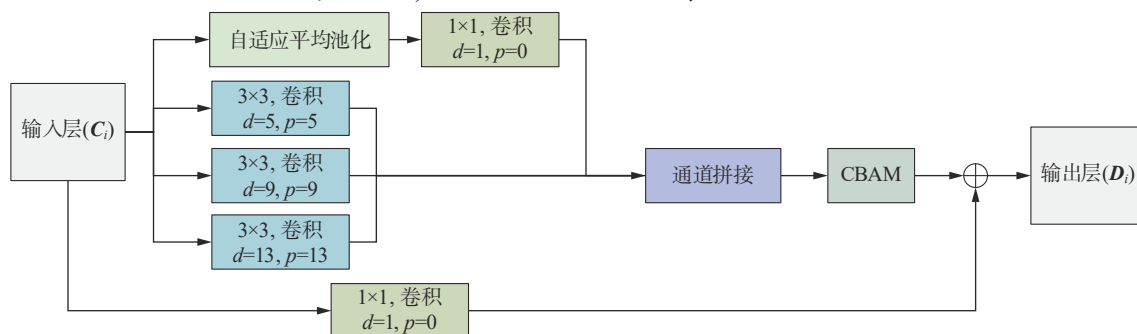 自适应平均池化
1×1, 卷积
d=1, p=0
输入层(Cᵢ)
3×3, 卷积
d=5, p=5
3×3, 卷积
d=9, p=9
3×3, 卷积
d=13, p=13
通道拼接
CBAM
输出层(Dᵢ)
1×1, 卷积
d=1, p=0